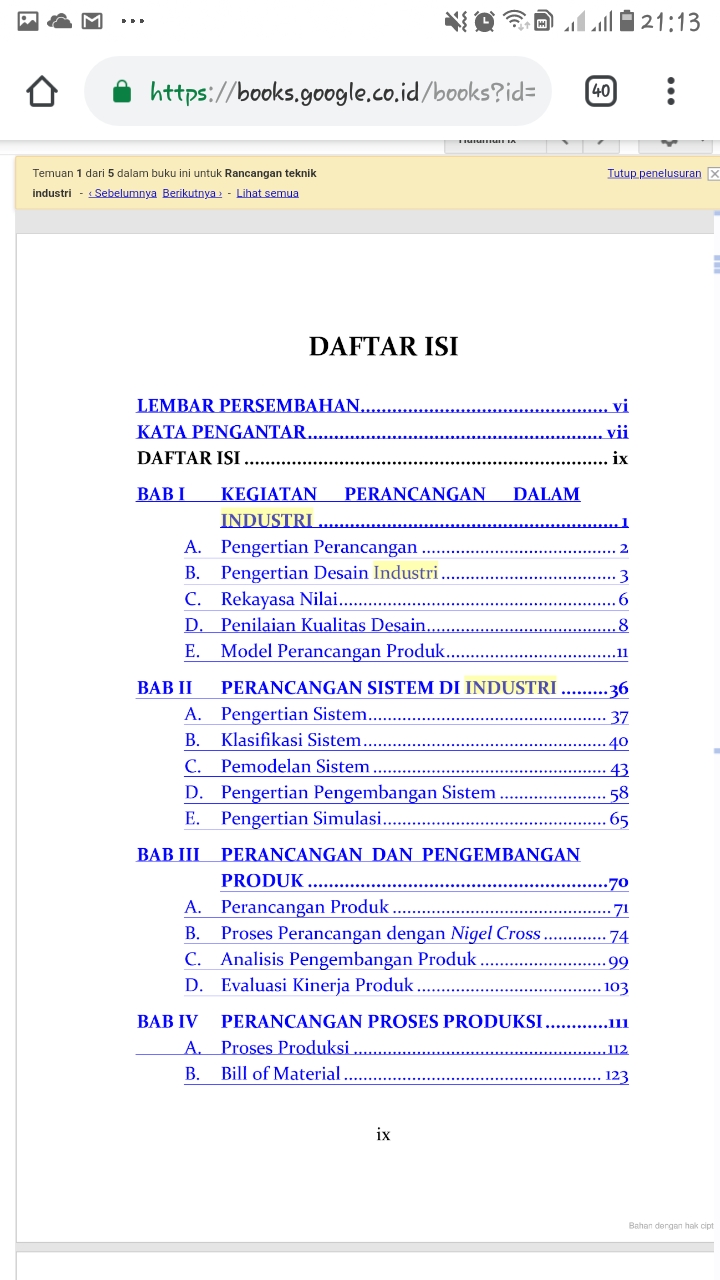 21:13
https://books.google.co.id/books?id=
40
Temuan 1 dari 5 dalam buku ini untuk Rancangan teknik
industri - ‹ Sebelumnya Berikutnya › - Lihat semua
Tutup penelusuran
DAFTAR ISI
LEMBAR PERSEMBAHAN............................................... vi
KATA PENGANTAR........................................................ vii
DAFTAR ISI ..................................................................... ix
BAB I KEGIATAN PERANCANGAN DALAM
INDUSTRI ......................................................... 1
A. Pengertian Perancangan ..................................... 2
B. Pengertian Desain Industri ................................. 3
C. Rekayasa Nilai..................................................... 6
D. Penilaian Kualitas Desain.................................... 8
E. Model Perancangan Produk................................ 11
BAB II PERANCANGAN SISTEM DI INDUSTRI .........36
A. Pengertian Sistem............................................. 37
B. Klasifikasi Sistem.............................................. 40
C. Pemodelan Sistem ............................................ 43
D. Pengertian Pengembangan Sistem .................... 58
E. Pengertian Simulasi........................................... 65
BAB III PERANCANGAN DAN PENGEMBANGAN
PRODUK .........................................................70
A. Perancangan Produk ......................................... 71
B. Proses Perancangan dengan Nigel Cross ............ 74
C. Analisis Pengembangan Produk ........................ 99
D. Evaluasi Kinerja Produk ................................... 103
BAB IV PERANCANGAN PROSES PRODUKSI............111
A. Proses Produksi ................................................112
B. Bill of Material ................................................. 123
ix
Bahan dengan hak cipt